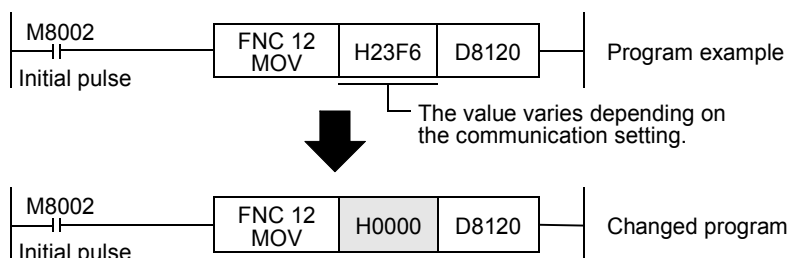 M8002
Initial pulse
FNC 12
MOV
H23F6
D8120
Program example
The value varies depending on
the communication setting.
M8002
Initial pulse
FNC 12
MOV
H0000
D8120
Changed program